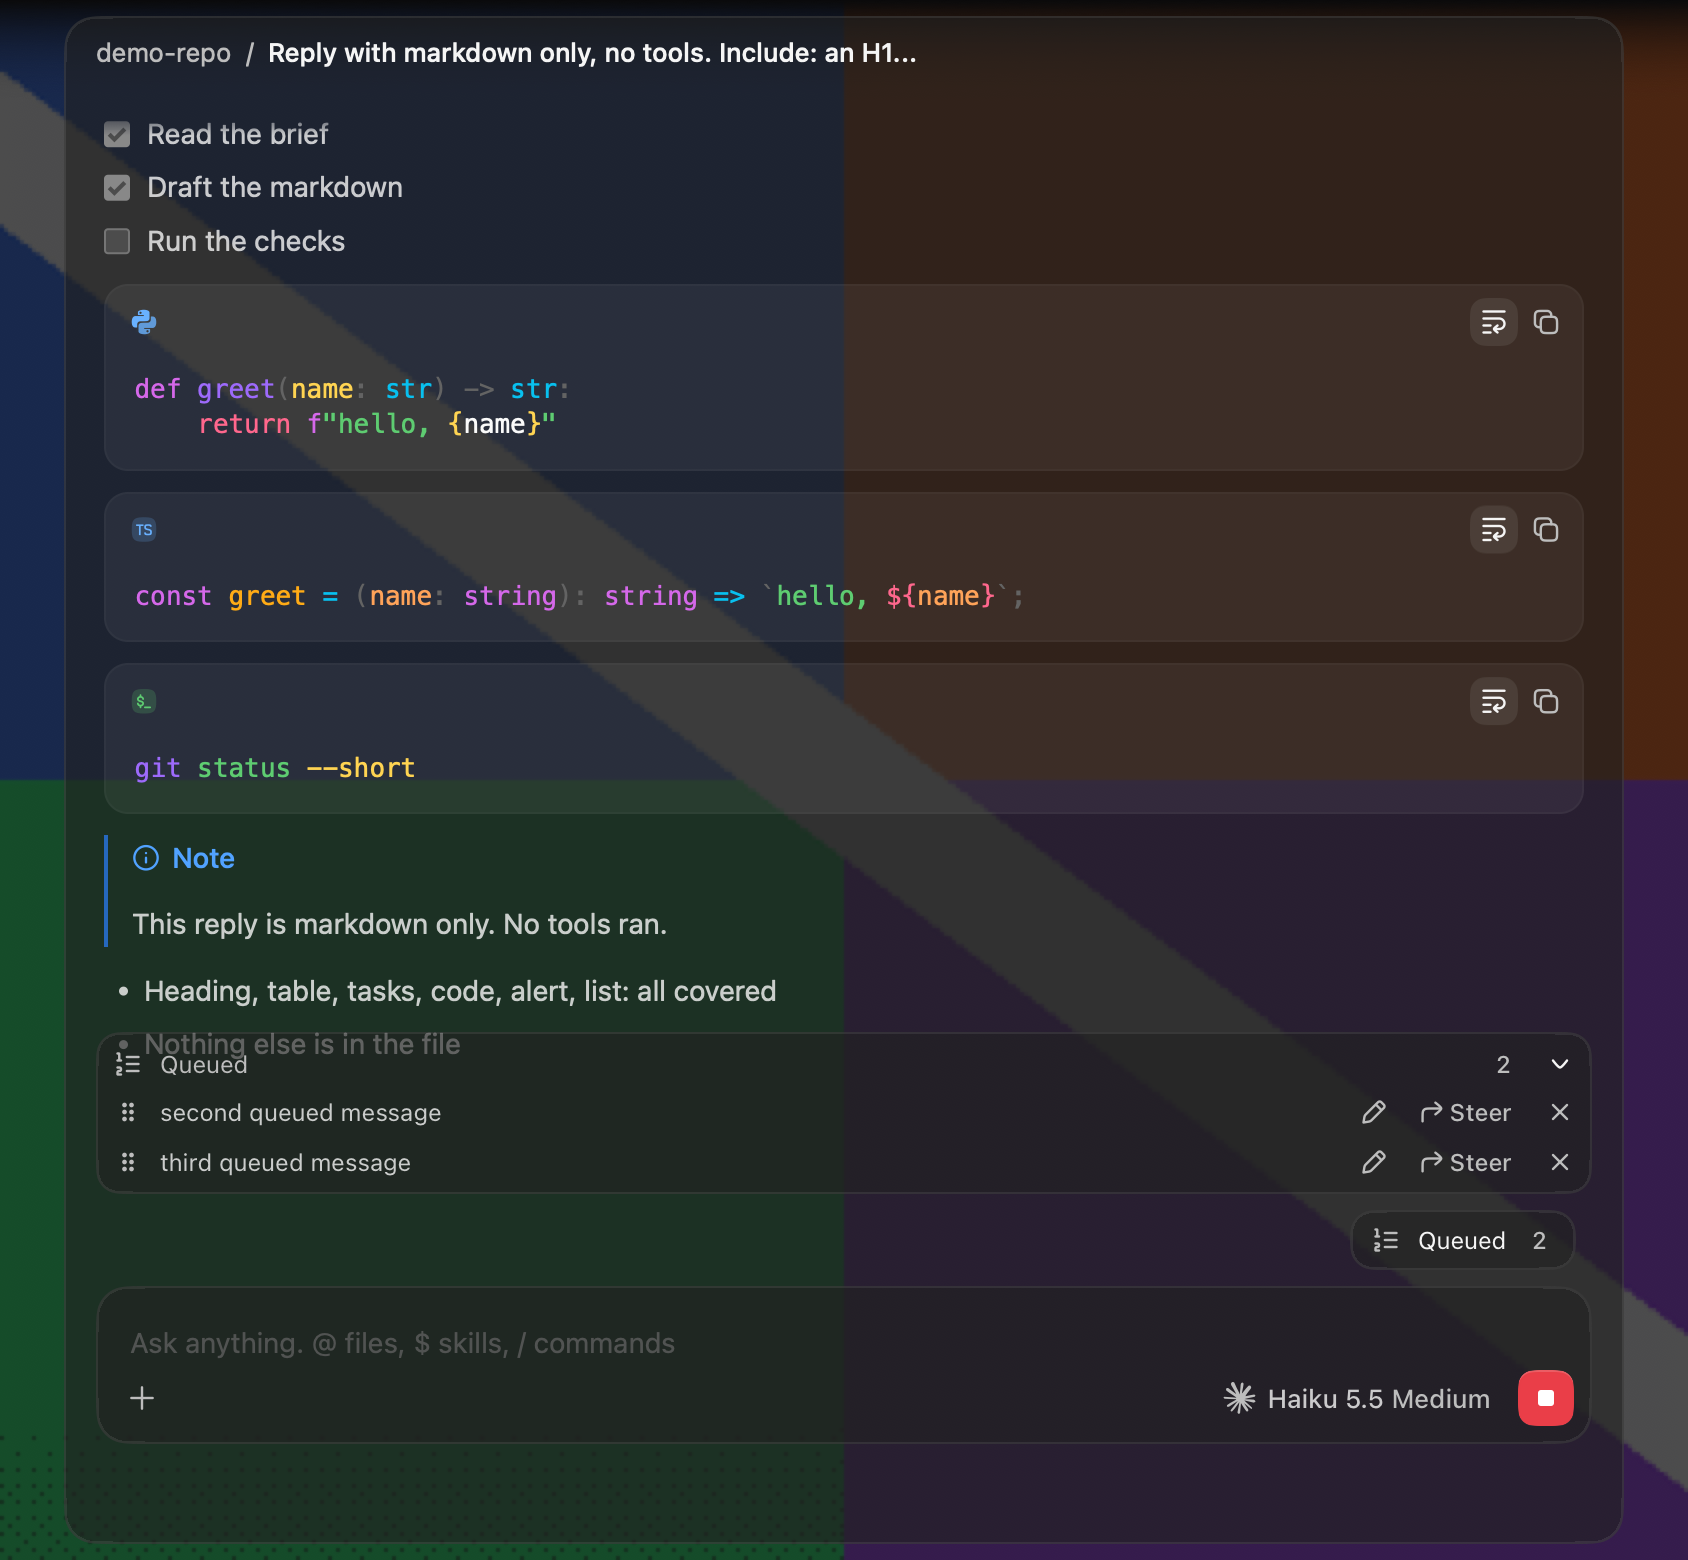 demo-repo / Reply with markdown only, no tools. Include: an H1...
Read the brief
Draft the markdown
Run the checks
def greet(name: str) -> str:
    return f"hello, {name}"
TS
const greet = (name: string): string => `hello, ${name}`;
$_
git status --short
Note
This reply is markdown only. No tools ran.
• Heading, table, tasks, code, alert, list: all covered
• Nothing else is in the file
Queued 2
second queued message Steer
third queued message Steer
Queued 2
Ask anything. @ files, $ skills, / commands
Haiku 5.5 Medium